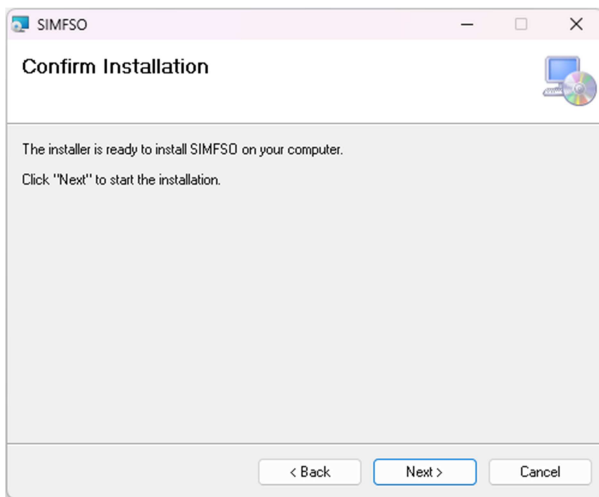 SIMFSO
Confirm Installation
The installer is ready to install SIMFSO on your computer.
Click "Next" to start the installation.
< Back
Next >
Cancel